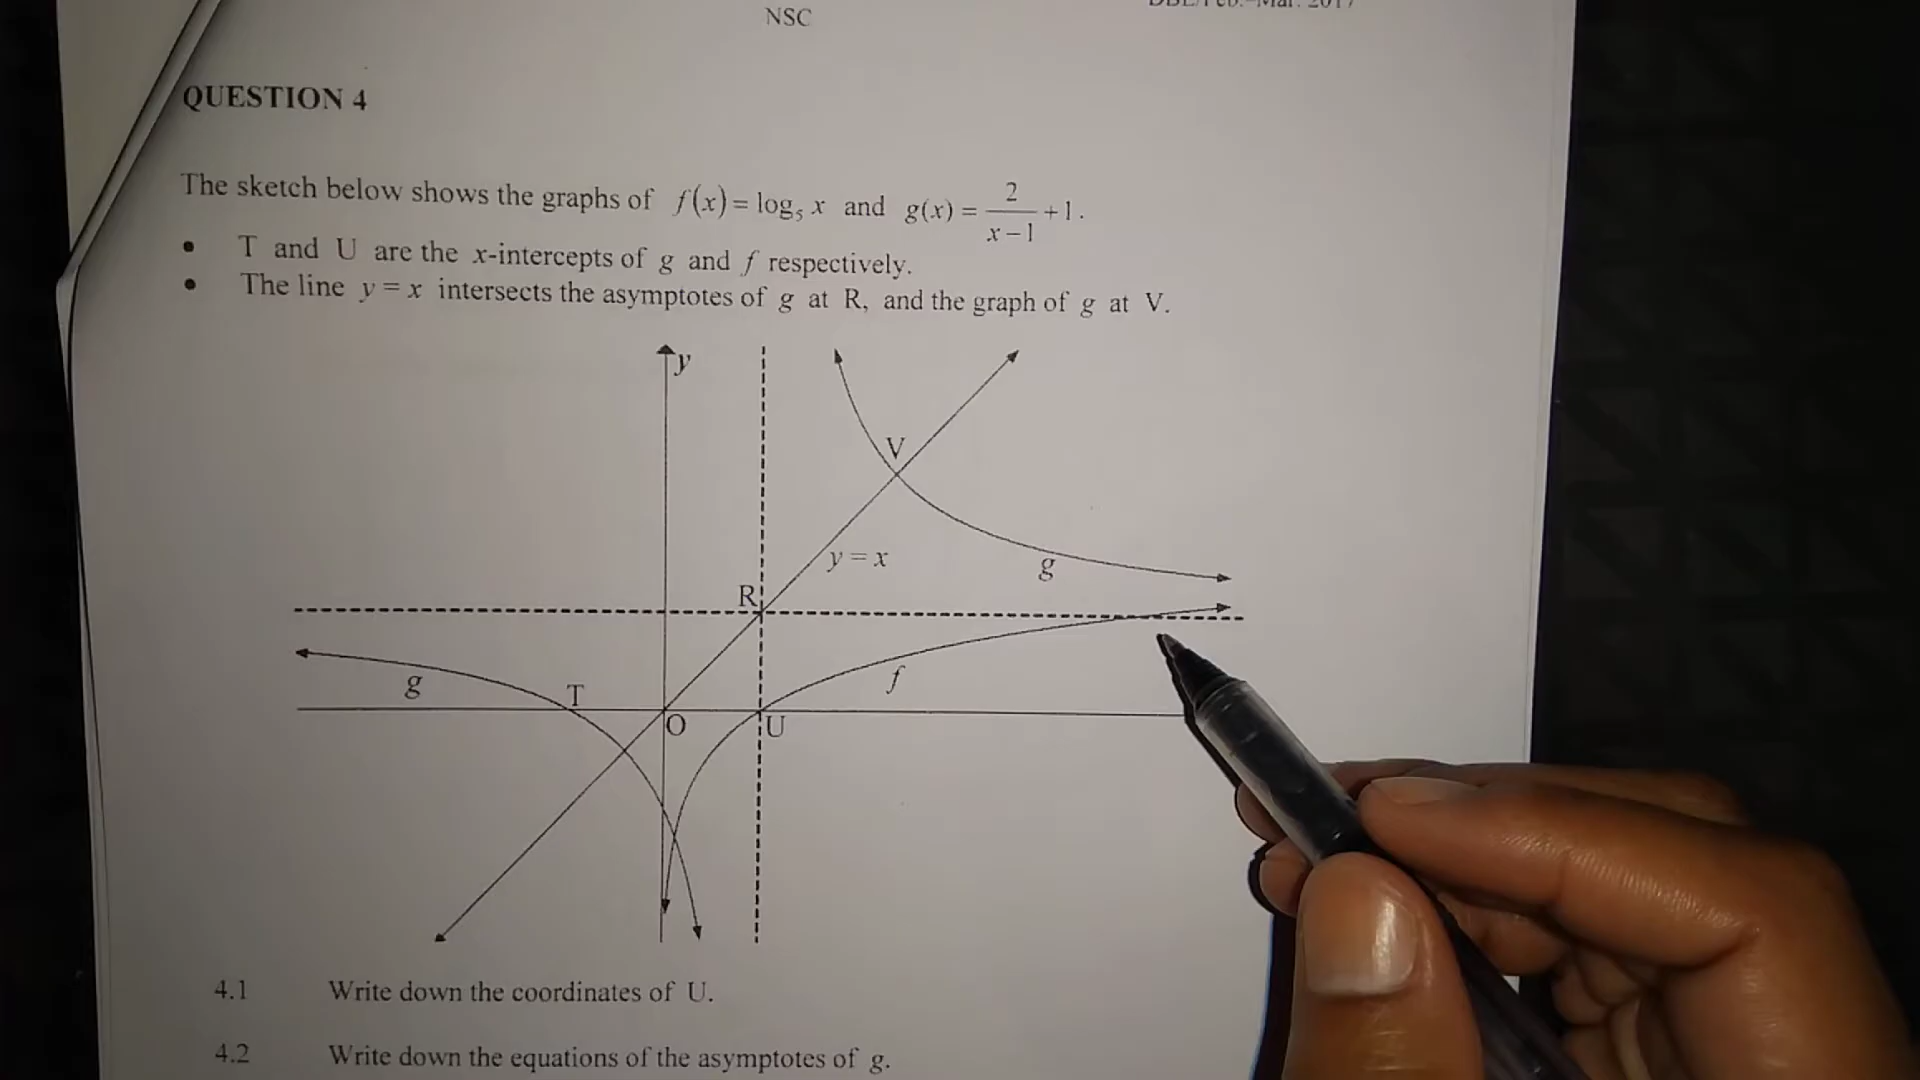 NSC
QUESTION 4
The sketch below shows the graphs of f(x) = log₅ x and g(x) = 2/(x − 1) + 1.
• T and U are the x-intercepts of g and f respectively.
• The line y = x intersects the asymptotes of g at R, and the graph of g at V.
y
V
y = x
g
R
g
T
f
O
U
4.1 Write down the coordinates of U.
4.2 Write down the equations of the asymptotes of g.